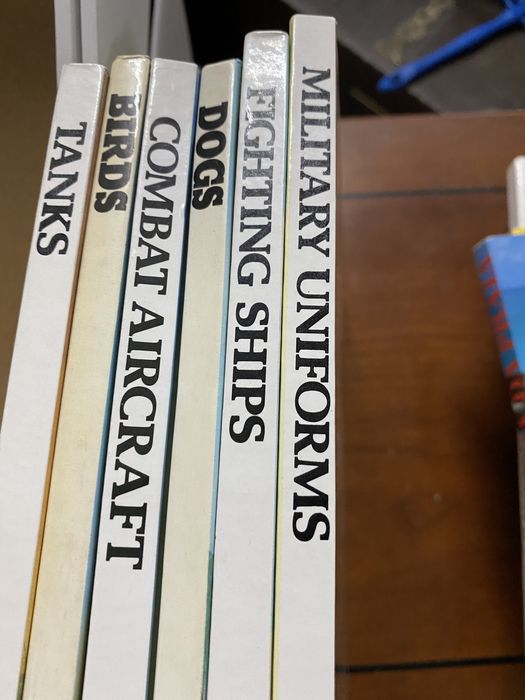 TANKS
BIRDS
COMBAT AIRCRAFT
DOGS
FIGHTING SHIPS
MILITARY UNIFORMS